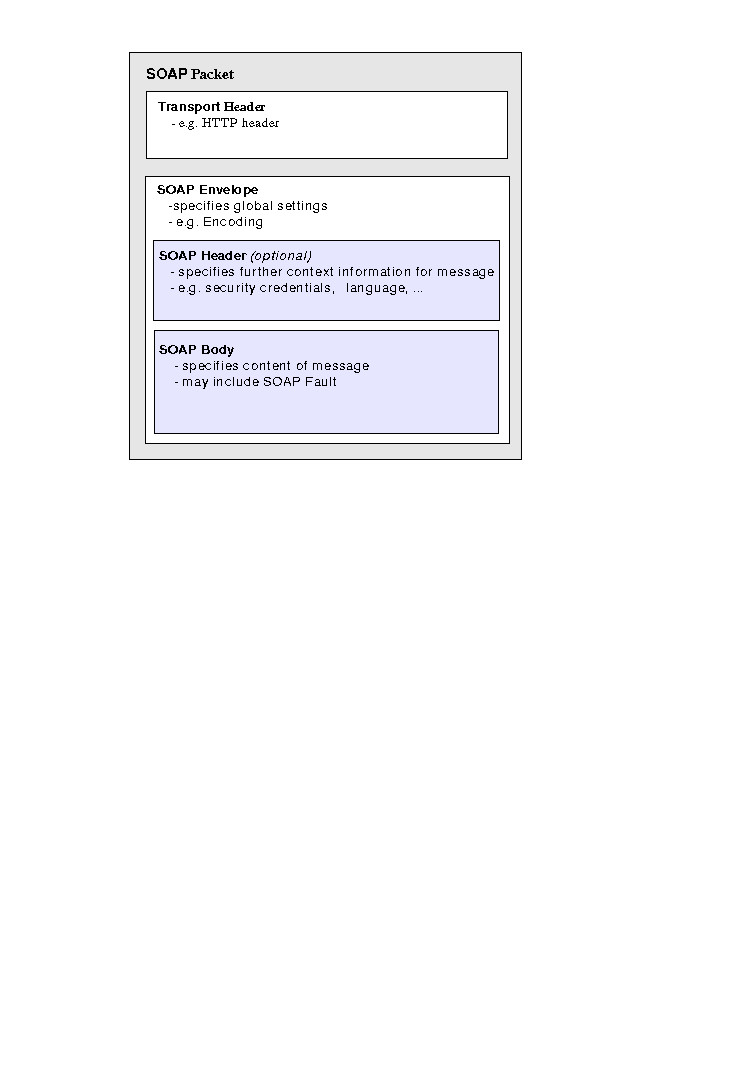 SOAP Packet
Transport Header
- e.g. HTTP header
SOAP Envelope
-specifies global settings
- e.g. Encoding
SOAP Header (optional)
- specifies further context information for message
- e.g. security credentials, language, ...
SOAP Body
- specifies content of message
- may include SOAP Fault